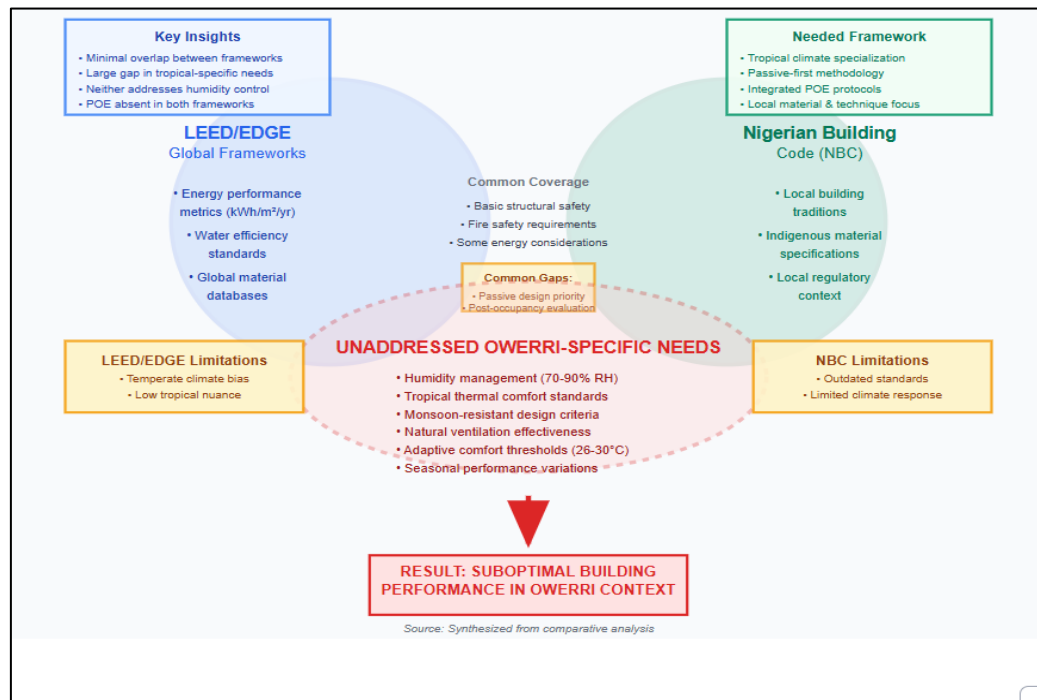 Key Insights
• Minimal overlap between frameworks
• Large gap in tropical-specific needs
• Neither addresses humidity control
• POE absent in both frameworks
Needed Framework
• Tropical climate specialization
• Passive-first methodology
• Integrated POE protocols
• Local material & technique focus
LEED/EDGE
Global Frameworks
• Energy performance
metrics (kWh/m²/yr)
• Water efficiency
standards
• Global material
databases
Common Coverage
• Basic structural safety
• Fire safety requirements
• Some energy considerations
Nigerian Building
Code (NBC)
• Local building
traditions
• Indigenous material
specifications
• Local regulatory
context
Common Gaps:
• Passive design priority
• Post-occupancy evaluation
LEED/EDGE Limitations
• Temperate climate bias
• Low tropical nuance
UNADDRESSED OWERRI-SPECIFIC NEEDS
• Humidity management (70-90% RH)
• Tropical thermal comfort standards
• Monsoon-resistant design criteria
• Natural ventilation effectiveness
• Adaptive comfort thresholds (26-30°C)
• Seasonal performance variations
NBC Limitations
• Outdated standards
• Limited climate response
RESULT: SUBOPTIMAL BUILDING
PERFORMANCE IN OWERRI CONTEXT
Source: Synthesized from comparative analysis